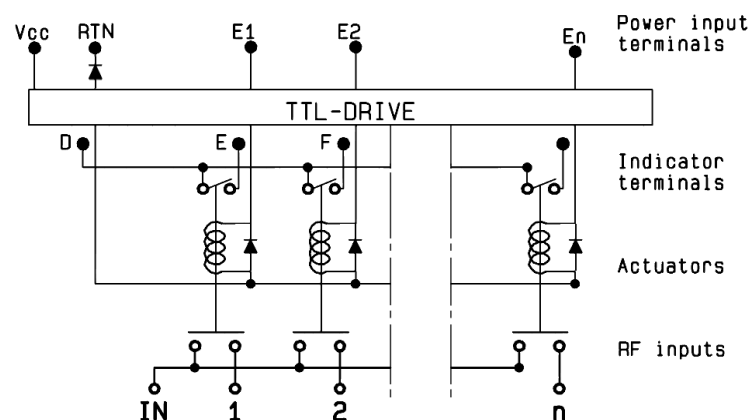 Vcc RTN E1 E2 En Power input
terminals
TTL-DRIVE
D E F Indicator
terminals
Actuators
RF inputs
IN 1 2 n